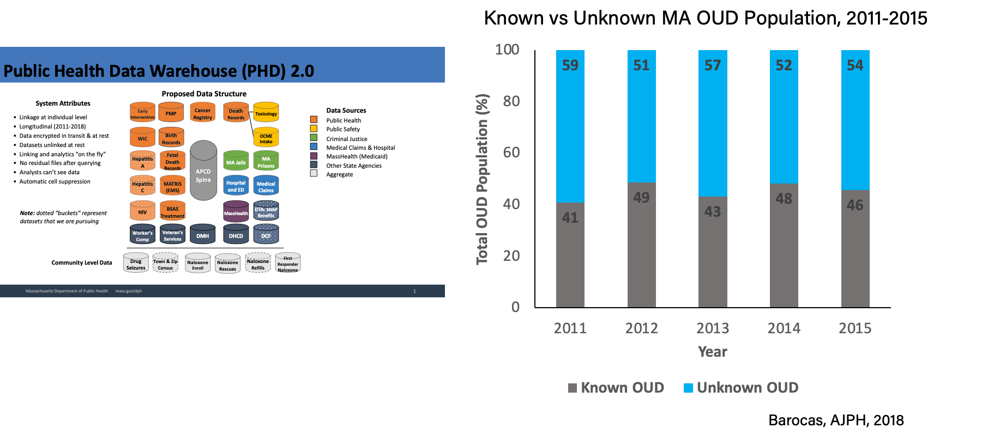 Public Health Data Warehouse (PHD) 2.0
Proposed Data Structure
System Attributes
• Linkage at individual level
• Longitudinal (2011-2018)
• Data encrypted in transit & at rest
• Datasets unlinked at rest
• Linking and analytics “on the fly”
• No residual files after querying
• Analysts can’t see data
• Automatic cell suppression
Note: dotted “buckets” represent
datasets that we are pursuing
Early
Intervention
PMP
Cancer
Registry
Death
Records
Toxicology
WIC
Birth
Records
OCME
Intake
Hepatitis
A
Fetal
Death
Records
APCD
Spine
MA Jails
MA
Prisons
Hepatitis
C
MATRIS
(EMS)
Hospital
and ED
Medical
Claims
HIV
BSAS
Treatment
MassHealth
DTA: SNAP
Benefits
Worker’s
Comp
Veteran’s
Services
DMH
DHCD
DCF
Community Level Data
Drug
Seizures
Town & Zip
Census
Naloxone
Enroll
Naloxone
Rescues
Naloxone
Refills
First
Responder
Naloxone
Data Sources
Public Health
Public Safety
Criminal Justice
Medical Claims & Hospital
MassHealth (Medicaid)
Other State Agencies
Aggregate
Massachusetts Department of Public Health mass.gov/dph
1
Known vs Unknown MA OUD Population, 2011-2015
Total OUD Population (%)
100
80
60
40
20
0
59
51
57
52
54
41
49
43
48
46
2011
2012
2013
2014
2015
Year
Known OUD
Unknown OUD
Barocas, AJPH, 2018